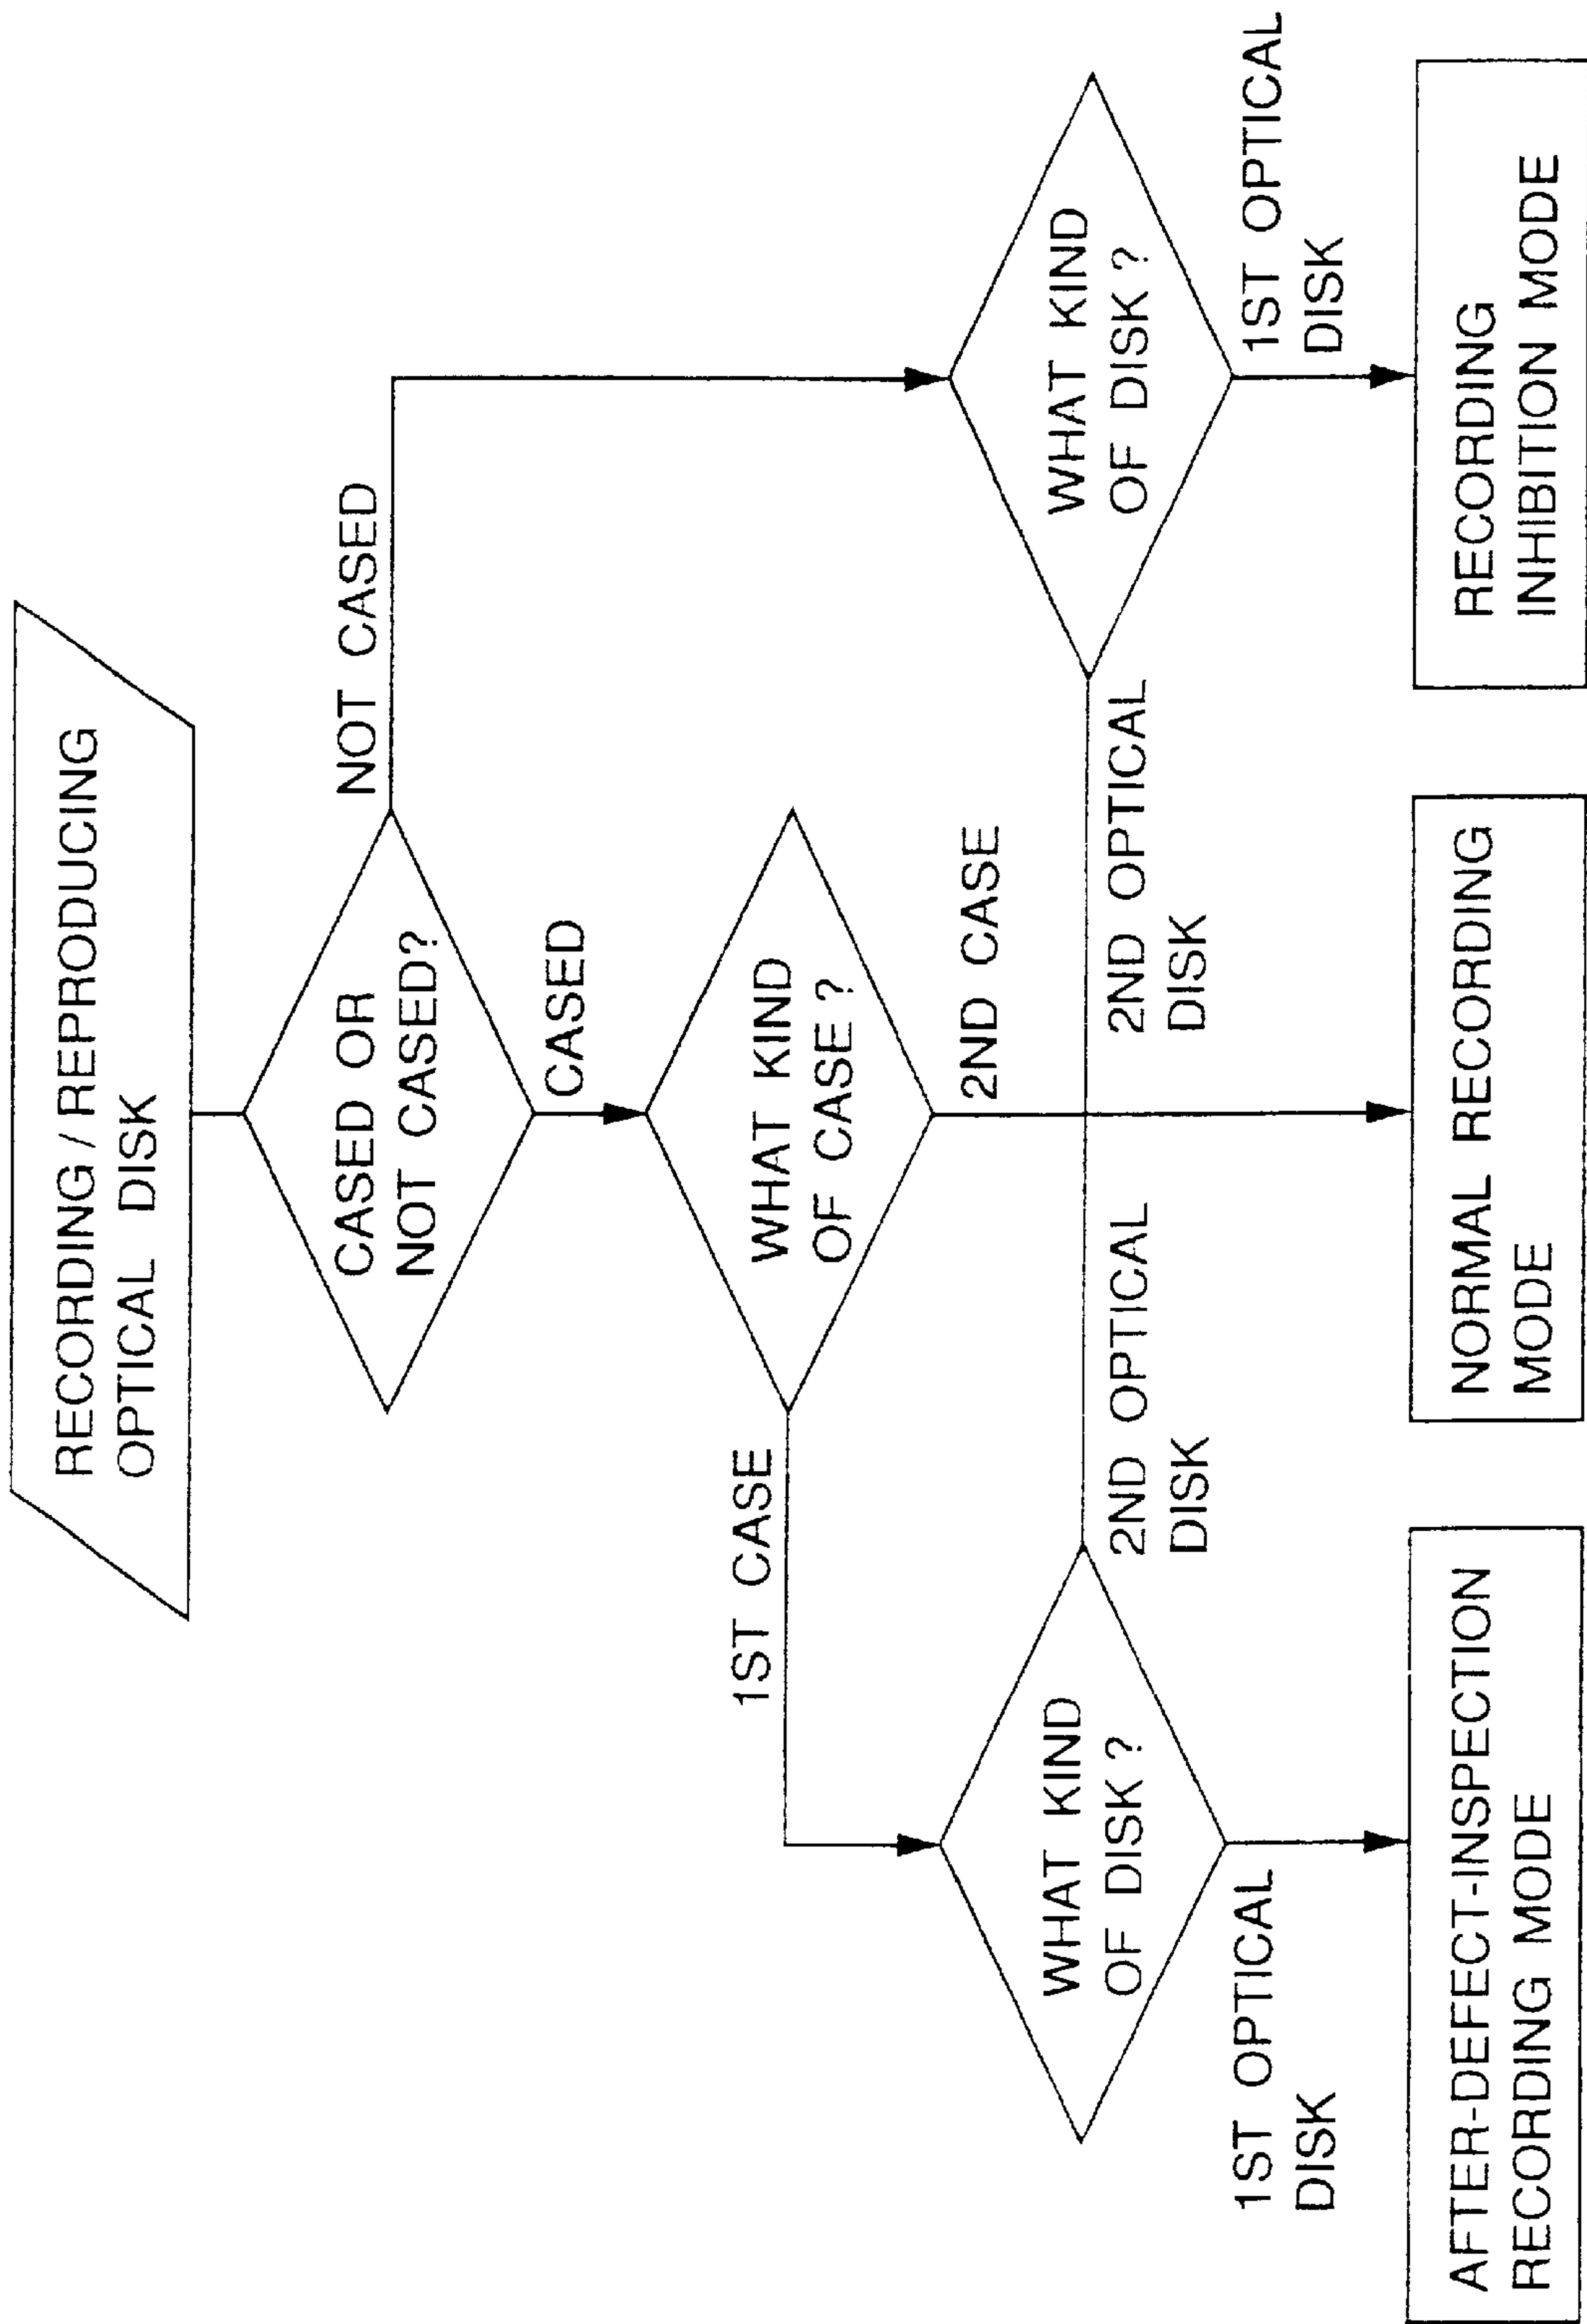 RECORDING / REPRODUCING
OPTICAL DISK
CASED OR
NOT CASED?
NOT CASED
CASED
WHAT KIND
OF CASE ?
1ST CASE
2ND CASE
WHAT KIND
OF DISK ?
2ND OPTICAL
DISK
2ND OPTICAL
DISK
WHAT KIND
OF DISK ?
1ST OPTICAL
DISK
1ST OPTICAL
DISK
AFTER-DEFECT-INSPECTION
RECORDING MODE
NORMAL RECORDING
MODE
RECORDING
INHIBITION MODE